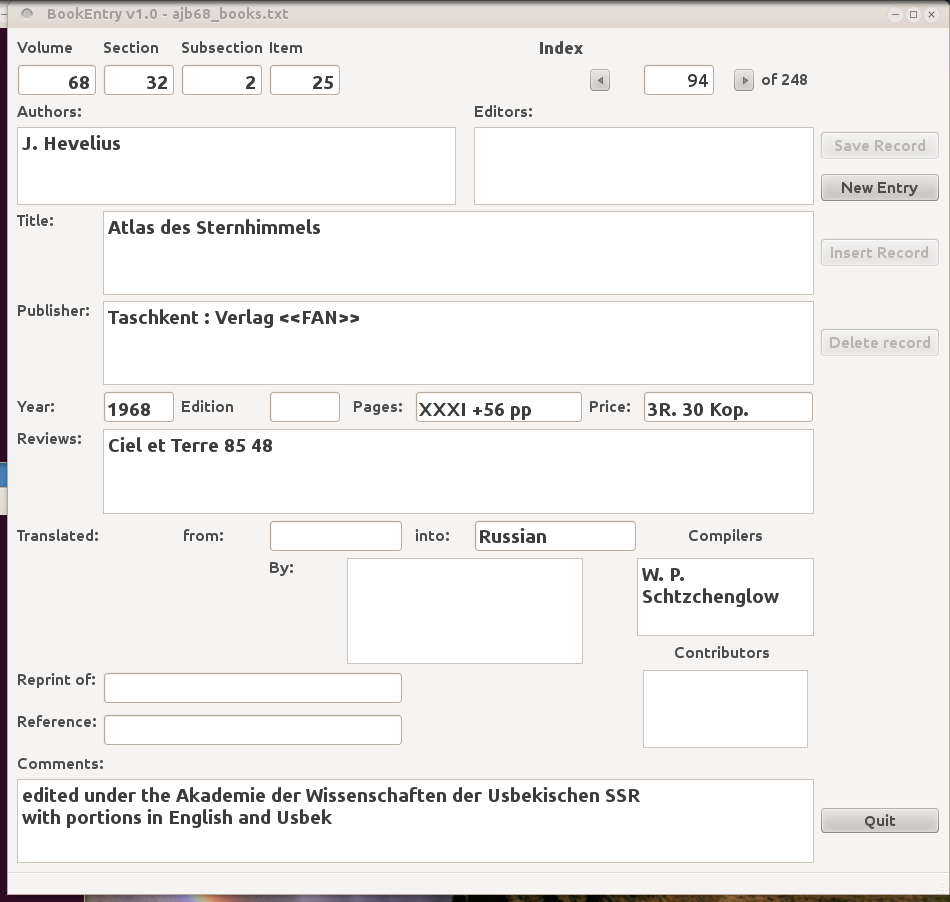 BookEntry v1.0 - ajb68_books.txt
Volume Section Subsection Item Index
68 32 2 25 94 of 248
Authors: Editors:
J. Hevelius
Save Record
New Entry
Title:
Atlas des Sternhimmels
Insert Record
Publisher:
Taschkent : Verlag <<FAN>>
Delete record
Year: 1968 Edition Pages: XXXI +56 pp Price: 3R. 30 Kop.
Reviews:
Ciel et Terre 85 48
Translated: from: into: Russian Compilers
By:
W. P.
Schtzchenglow
Contributors
Reprint of:
Reference:
Comments:
edited under the Akademie der Wissenschaften der Usbekischen SSR
with portions in English and Usbek
Quit